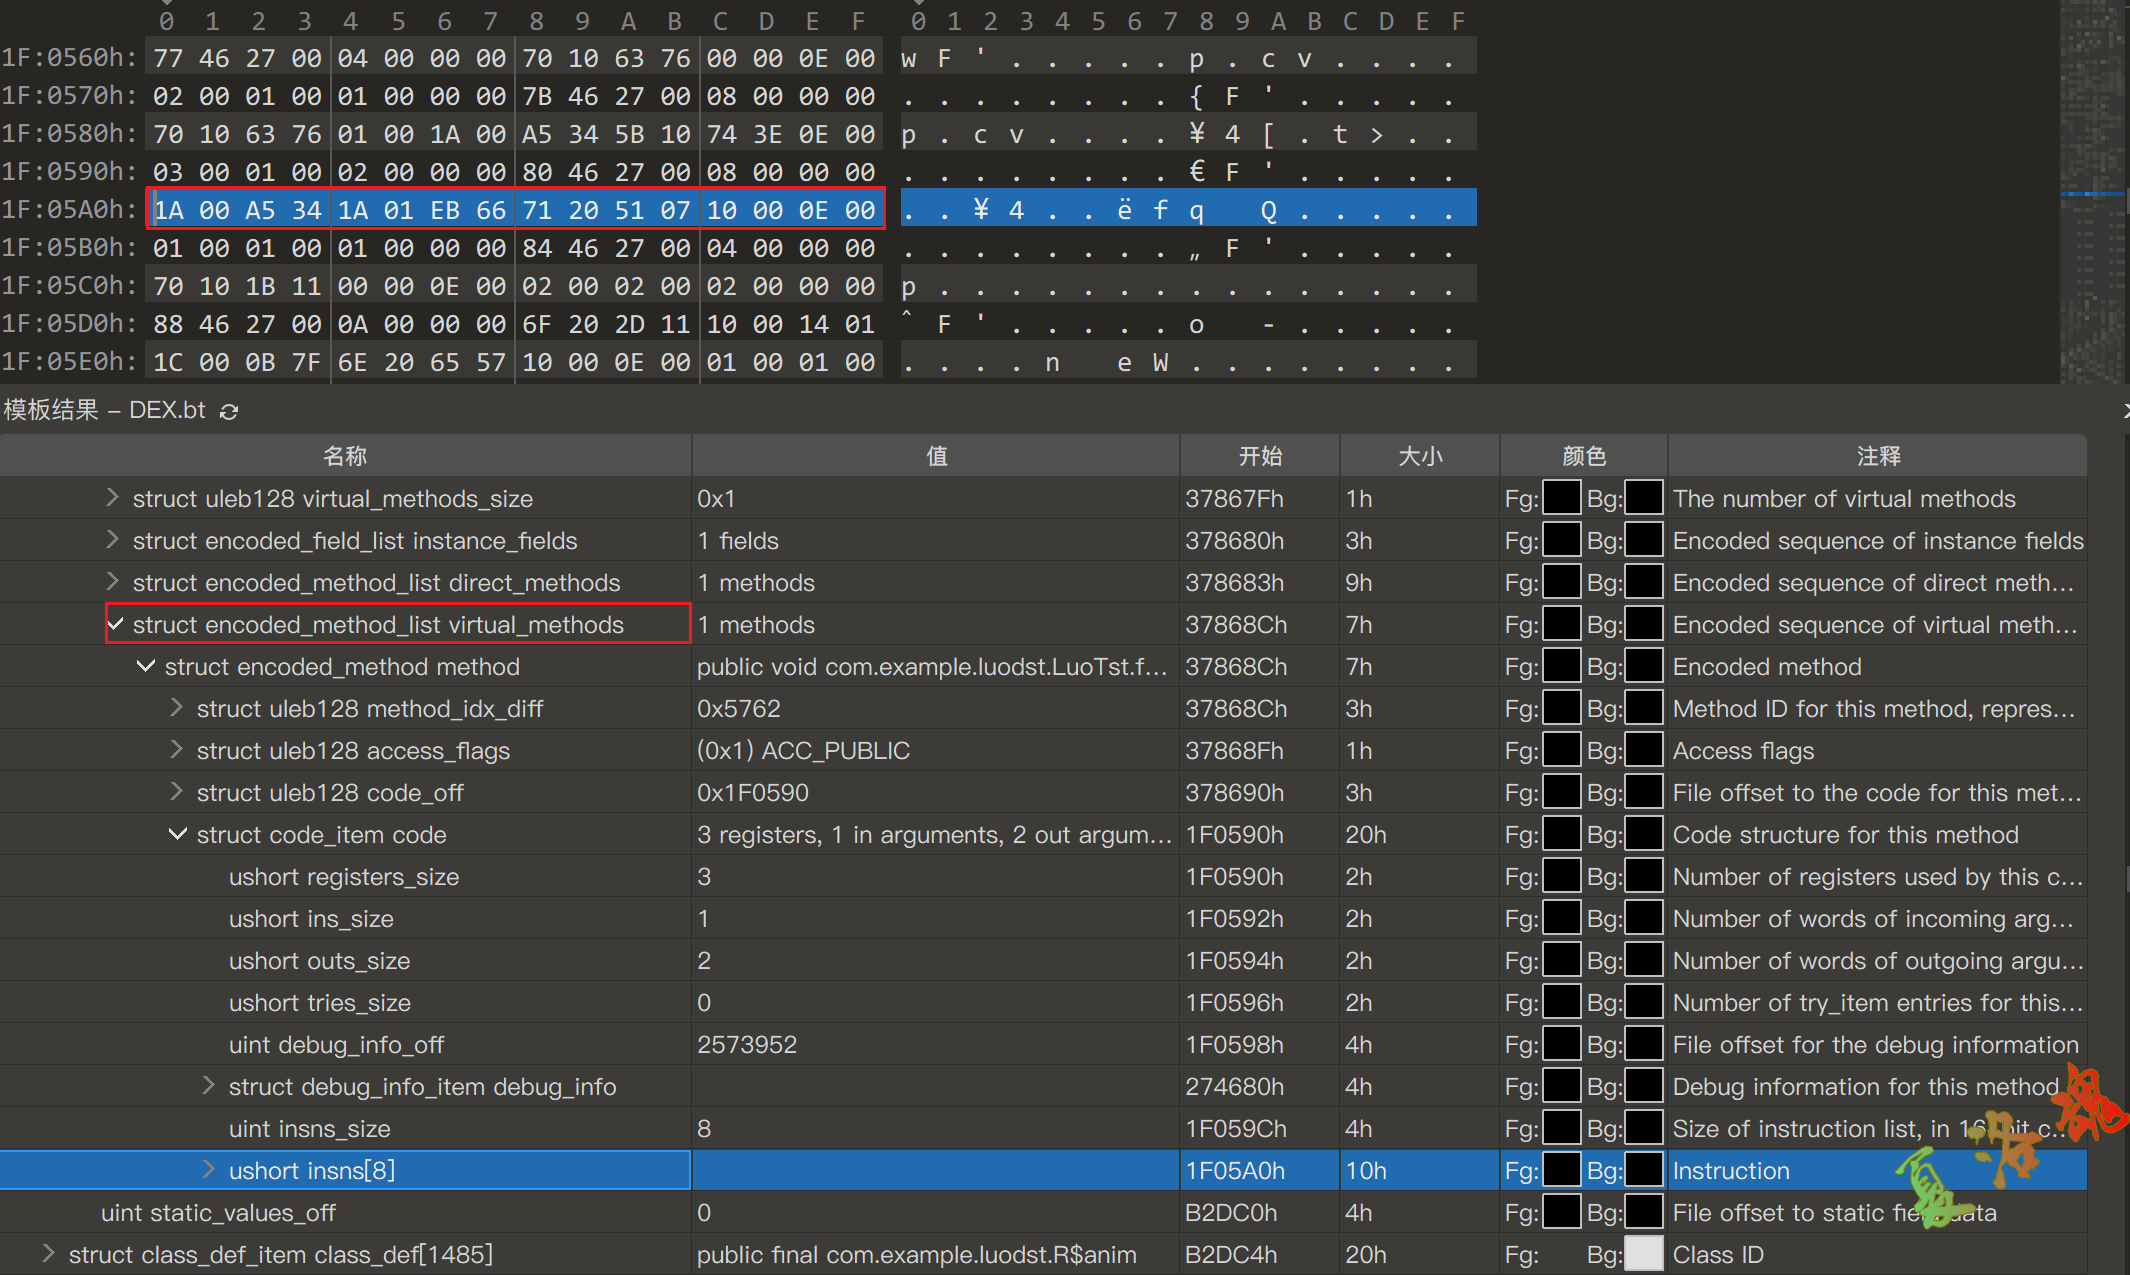 0 1 2 3 4 5 6 7 8 9 A B C D E F 0 1 2 3 4 5 6 7 8 9 A B C D E F
1F:0560h: 77 46 27 00 04 00 00 00 70 10 63 76 00 00 0E 00 w F ' . . . . . p . c v . . . .
1F:0570h: 02 00 01 00 01 00 00 00 7B 46 27 00 08 00 00 00 . . . . . . . . { F ' . . . . .
1F:0580h: 70 10 63 76 01 00 1A 00 A5 34 5B 10 74 3E 0E 00 p . c v . . . . ¥ 4 [ . t > . .
1F:0590h: 03 00 01 00 02 00 00 00 80 46 27 00 08 00 00 00 . . . . . . . . € F ' . . . . .
1F:05A0h: 1A 00 A5 34 1A 01 EB 66 71 20 51 07 10 00 0E 00 . . ¥ 4 . . ë f q Q . . . . .
1F:05B0h: 01 00 01 00 01 00 00 00 84 46 27 00 04 00 00 00 . . . . . . . . „ F ' . . . . .
1F:05C0h: 70 10 1B 11 00 00 0E 00 02 00 02 00 02 00 00 00 p . . . . . . . . . . . . . . .
1F:05D0h: 88 46 27 00 0A 00 00 00 6F 20 2D 11 10 00 14 01 ˆ F ' . . . . . o - . . . . .
1F:05E0h: 1C 00 0B 7F 6E 20 65 57 10 00 0E 00 01 00 01 00 . . . . n e W . . . . . . . .
模板结果 – DEX.bt
名称 值 开始 大小 颜色 注释
struct uleb128 virtual_methods_size 0x1 37867Fh 1h Fg: Bg: The number of virtual methods
struct encoded_field_list instance_fields 1 fields 378680h 3h Fg: Bg: Encoded sequence of instance fields
struct encoded_method_list direct_methods 1 methods 378683h 9h Fg: Bg: Encoded sequence of direct meth...
struct encoded_method_list virtual_methods 1 methods 37868Ch 7h Fg: Bg: Encoded sequence of virtual meth...
struct encoded_method method public void com.example.luodst.LuoTst.f... 37868Ch 7h Fg: Bg: Encoded method
struct uleb128 method_idx_diff 0x5762 37868Ch 3h Fg: Bg: Method ID for this method, repres...
struct uleb128 access_flags (0x1) ACC_PUBLIC 37868Fh 1h Fg: Bg: Access flags
struct uleb128 code_off 0x1F0590 378690h 3h Fg: Bg: File offset to the code for this met...
struct code_item code 3 registers, 1 in arguments, 2 out argum... 1F0590h 20h Fg: Bg: Code structure for this method
ushort registers_size 3 1F0590h 2h Fg: Bg: Number of registers used by this c...
ushort ins_size 1 1F0592h 2h Fg: Bg: Number of words of incoming arg...
ushort outs_size 2 1F0594h 2h Fg: Bg: Number of words of outgoing argu...
ushort tries_size 0 1F0596h 2h Fg: Bg: Number of try_item entries for this...
uint debug_info_off 2573952 1F0598h 4h Fg: Bg: File offset for the debug information
struct debug_info_item debug_info 274680h 4h Fg: Bg: Debug information for this method
uint insns_size 8 1F059Ch 4h Fg: Bg: Size of instruction list, in 16-bit c...
ushort insns[8] 1F05A0h 10h Fg: Bg: Instruction
uint static_values_off 0 B2DC0h 4h Fg: Bg: File offset to static field data
struct class_def_item class_def[1485] public final com.example.luodst.R$anim B2DC4h 20h Fg: Bg: Class ID